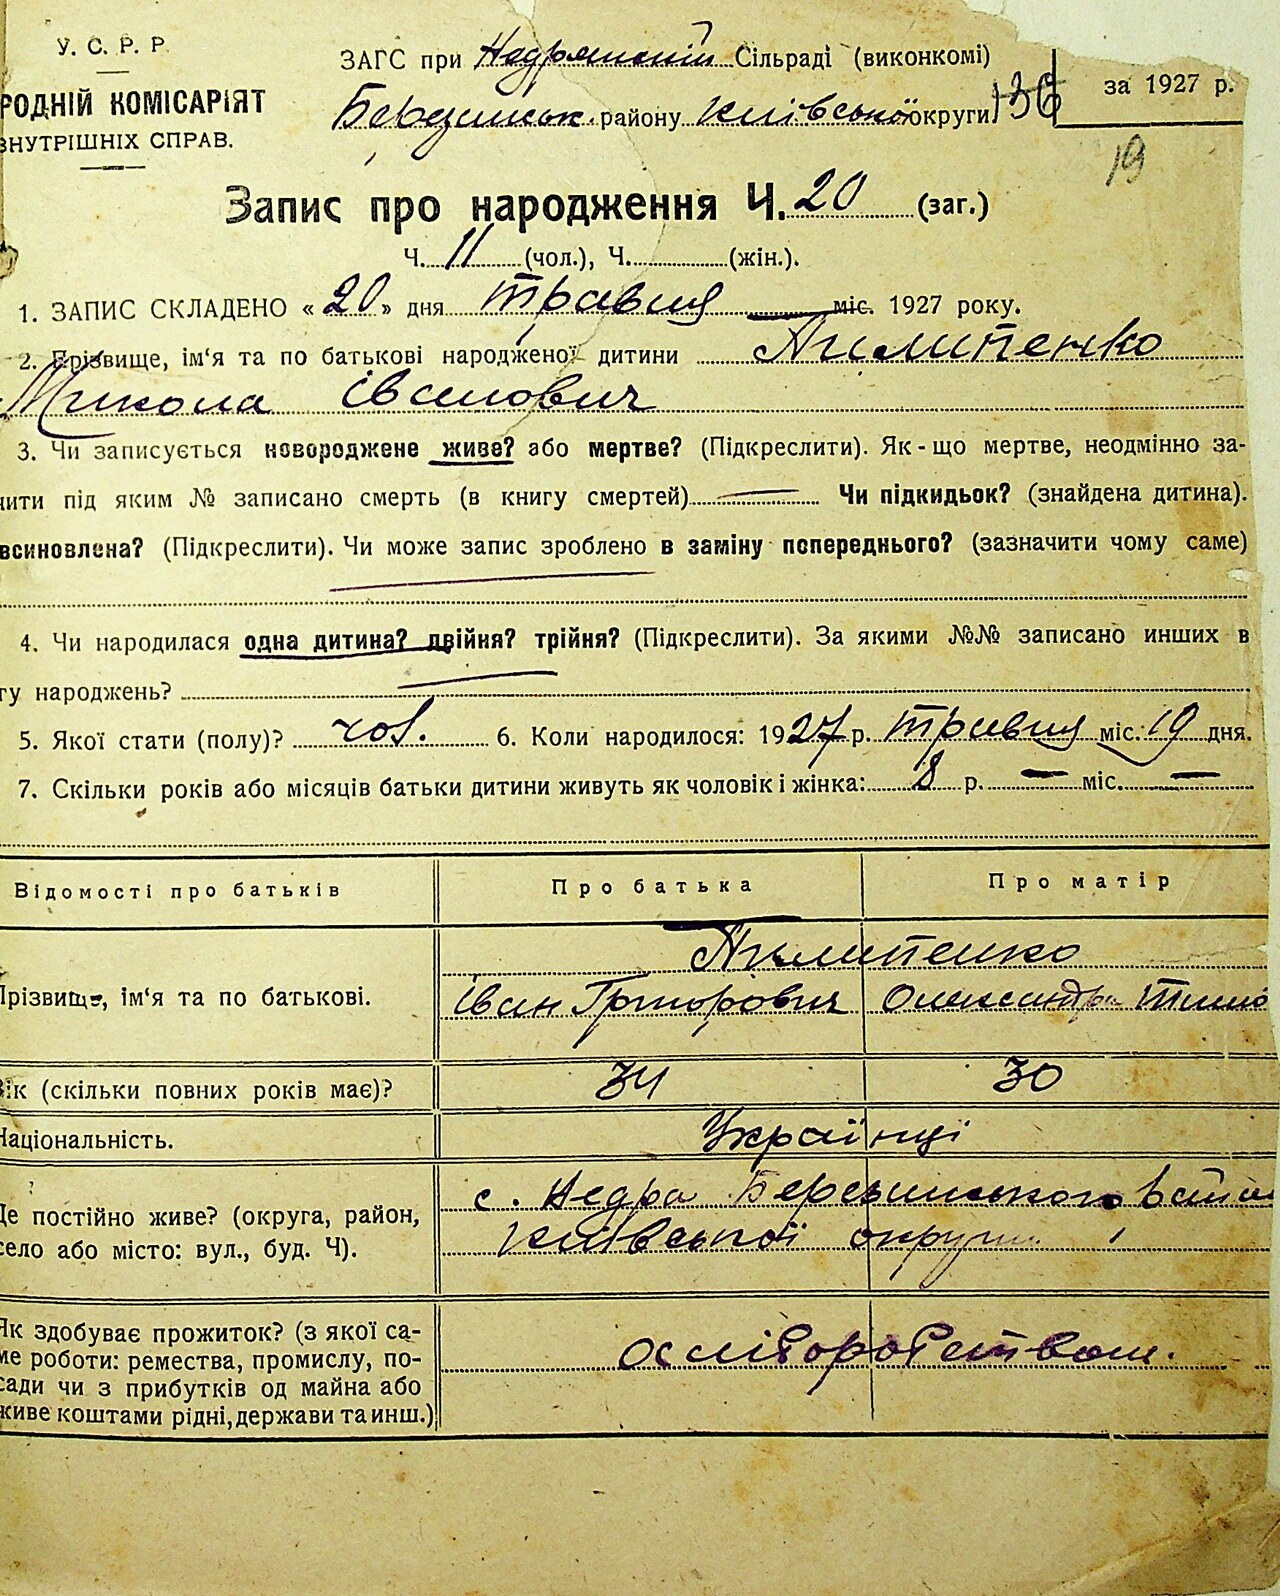 У. С. Р. Р.
РОДНІЙ КОМІСАРІЯТ
ВНУТРІШНІХ СПРАВ.
ЗАГС при Недрянській Сільраді (виконкомі)
району Київської округи
136
за 1927 р.
19
Запис про народження Ч. 20 (заг.)
Ч. 11 (чол.), Ч. (жін.).
1. ЗАПИС СКЛАДЕНО « 20 » дня травня міс. 1927 року.
2. Прізвище, ім‘я та по батькові народженої дитини Пилипенко
Микола Іванович
3. Чи записується новороджене живе? або мертве? (Підкреслити). Як-що мертве, неодмінно за-
чити під яким № записано смерть (в книгу смертей) — Чи підкидьок? (знайдена дитина).
всиновлена? (Підкреслити). Чи може запис зроблено в заміну попереднього? (зазначити чому саме)
4. Чи народилася одна дитина? двійня? трійня? (Підкреслити). За якими №№ записано инших в
гу народжень?
5. Якої стати (полу)? чол. 6. Коли народилося: 1927 р. травня міс. 19 дня.
7. Скільки років або місяців батьки дитини живуть як чоловік і жінка: 8 р. — міс. —
Відомості про батьків Про батька Про матір
Прізвище, ім‘я та по батькові.
Пилипенко
Іван Григорович Олександра Тимо
Вік (скільки повних років має)? 34 30
Національність. Українці
Де постійно живе? (округа, район,
село або місто: вул., буд. Ч).
с. Недра
Київської округи
Як здобуває прожиток? (з якої са-
ме роботи: ремества, промислу, по-
сади чи з прибутків од майна або
живе коштами рідні, держави та инш.)
хліборобством.